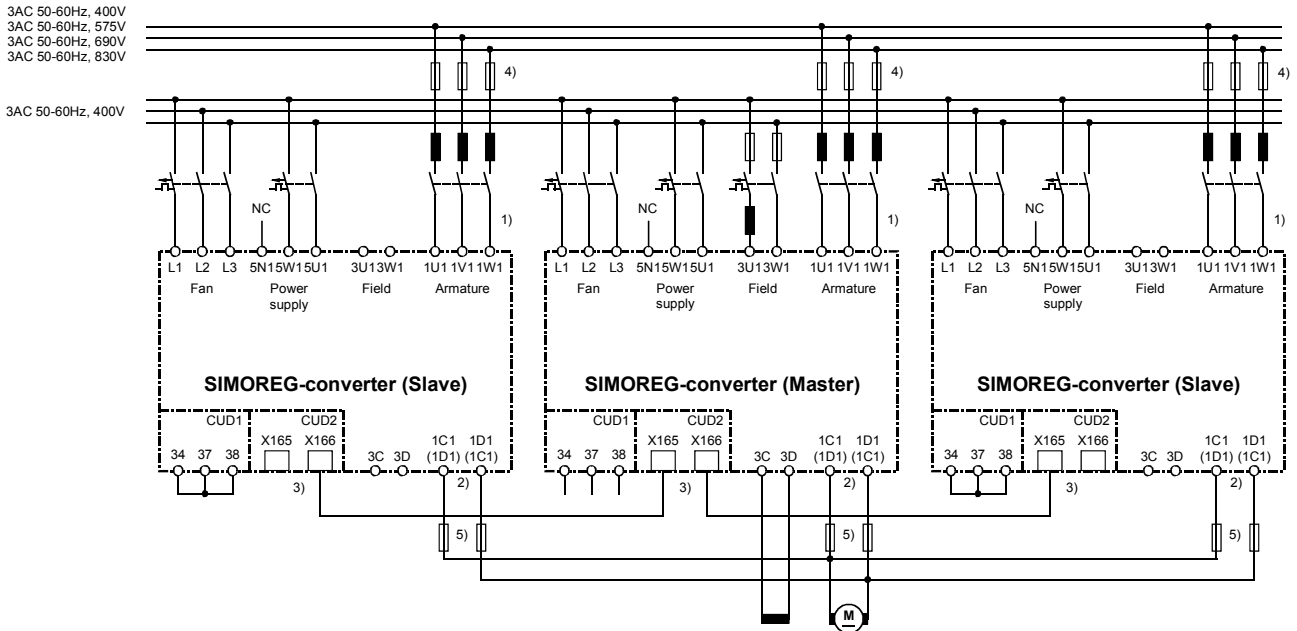 3AC 50-60Hz, 400V
3AC 50-60Hz, 575V
3AC 50-60Hz, 690V
3AC 50-60Hz, 830V
4) 4) 4)
3AC 50-60Hz, 400V
NC 1) NC 1) NC 1)
L1 L2 L3 5N1 5W1 5U1 3U1 3W1 1U1 1V1 1W1 L1 L2 L3 5N1 5W1 5U1 3U1 3W1 1U1 1V1 1W1 L1 L2 L3 5N1 5W1 5U1 3U1 3W1 1U1 1V1 1W1
Fan Power Field Armature Fan Power Field Armature Fan Power Field Armature
supply supply supply
SIMOREG-converter (Slave) SIMOREG-converter (Master) SIMOREG-converter (Slave)
CUD1 CUD2 CUD1 CUD2 CUD1 CUD2
34 37 38 X165 X166 3C 3D 1C1 1D1 34 37 38 X165 X166 3C 3D 1C1 1D1 34 37 38 X165 X166 3C 3D 1C1 1D1
(1D1) (1C1) (1D1) (1C1) (1D1) (1C1)
3) 2) 3) 2) 3) 2)
5) 5) 5)
M